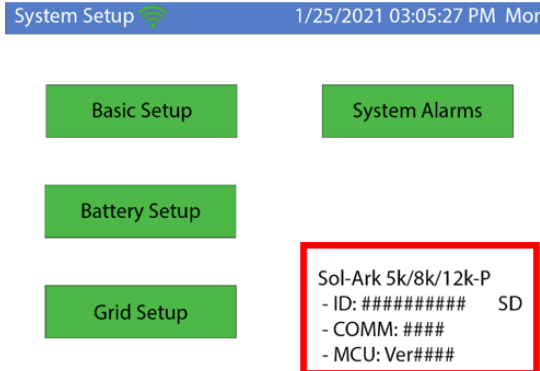 System Setup 1/25/2021 03:05:27 PM Mon
Basic Setup System Alarms
Battery Setup
Grid Setup
Sol-Ark 5k/8k/12k-P
- ID: ########## SD
- COMM: ####
- MCU: Ver####